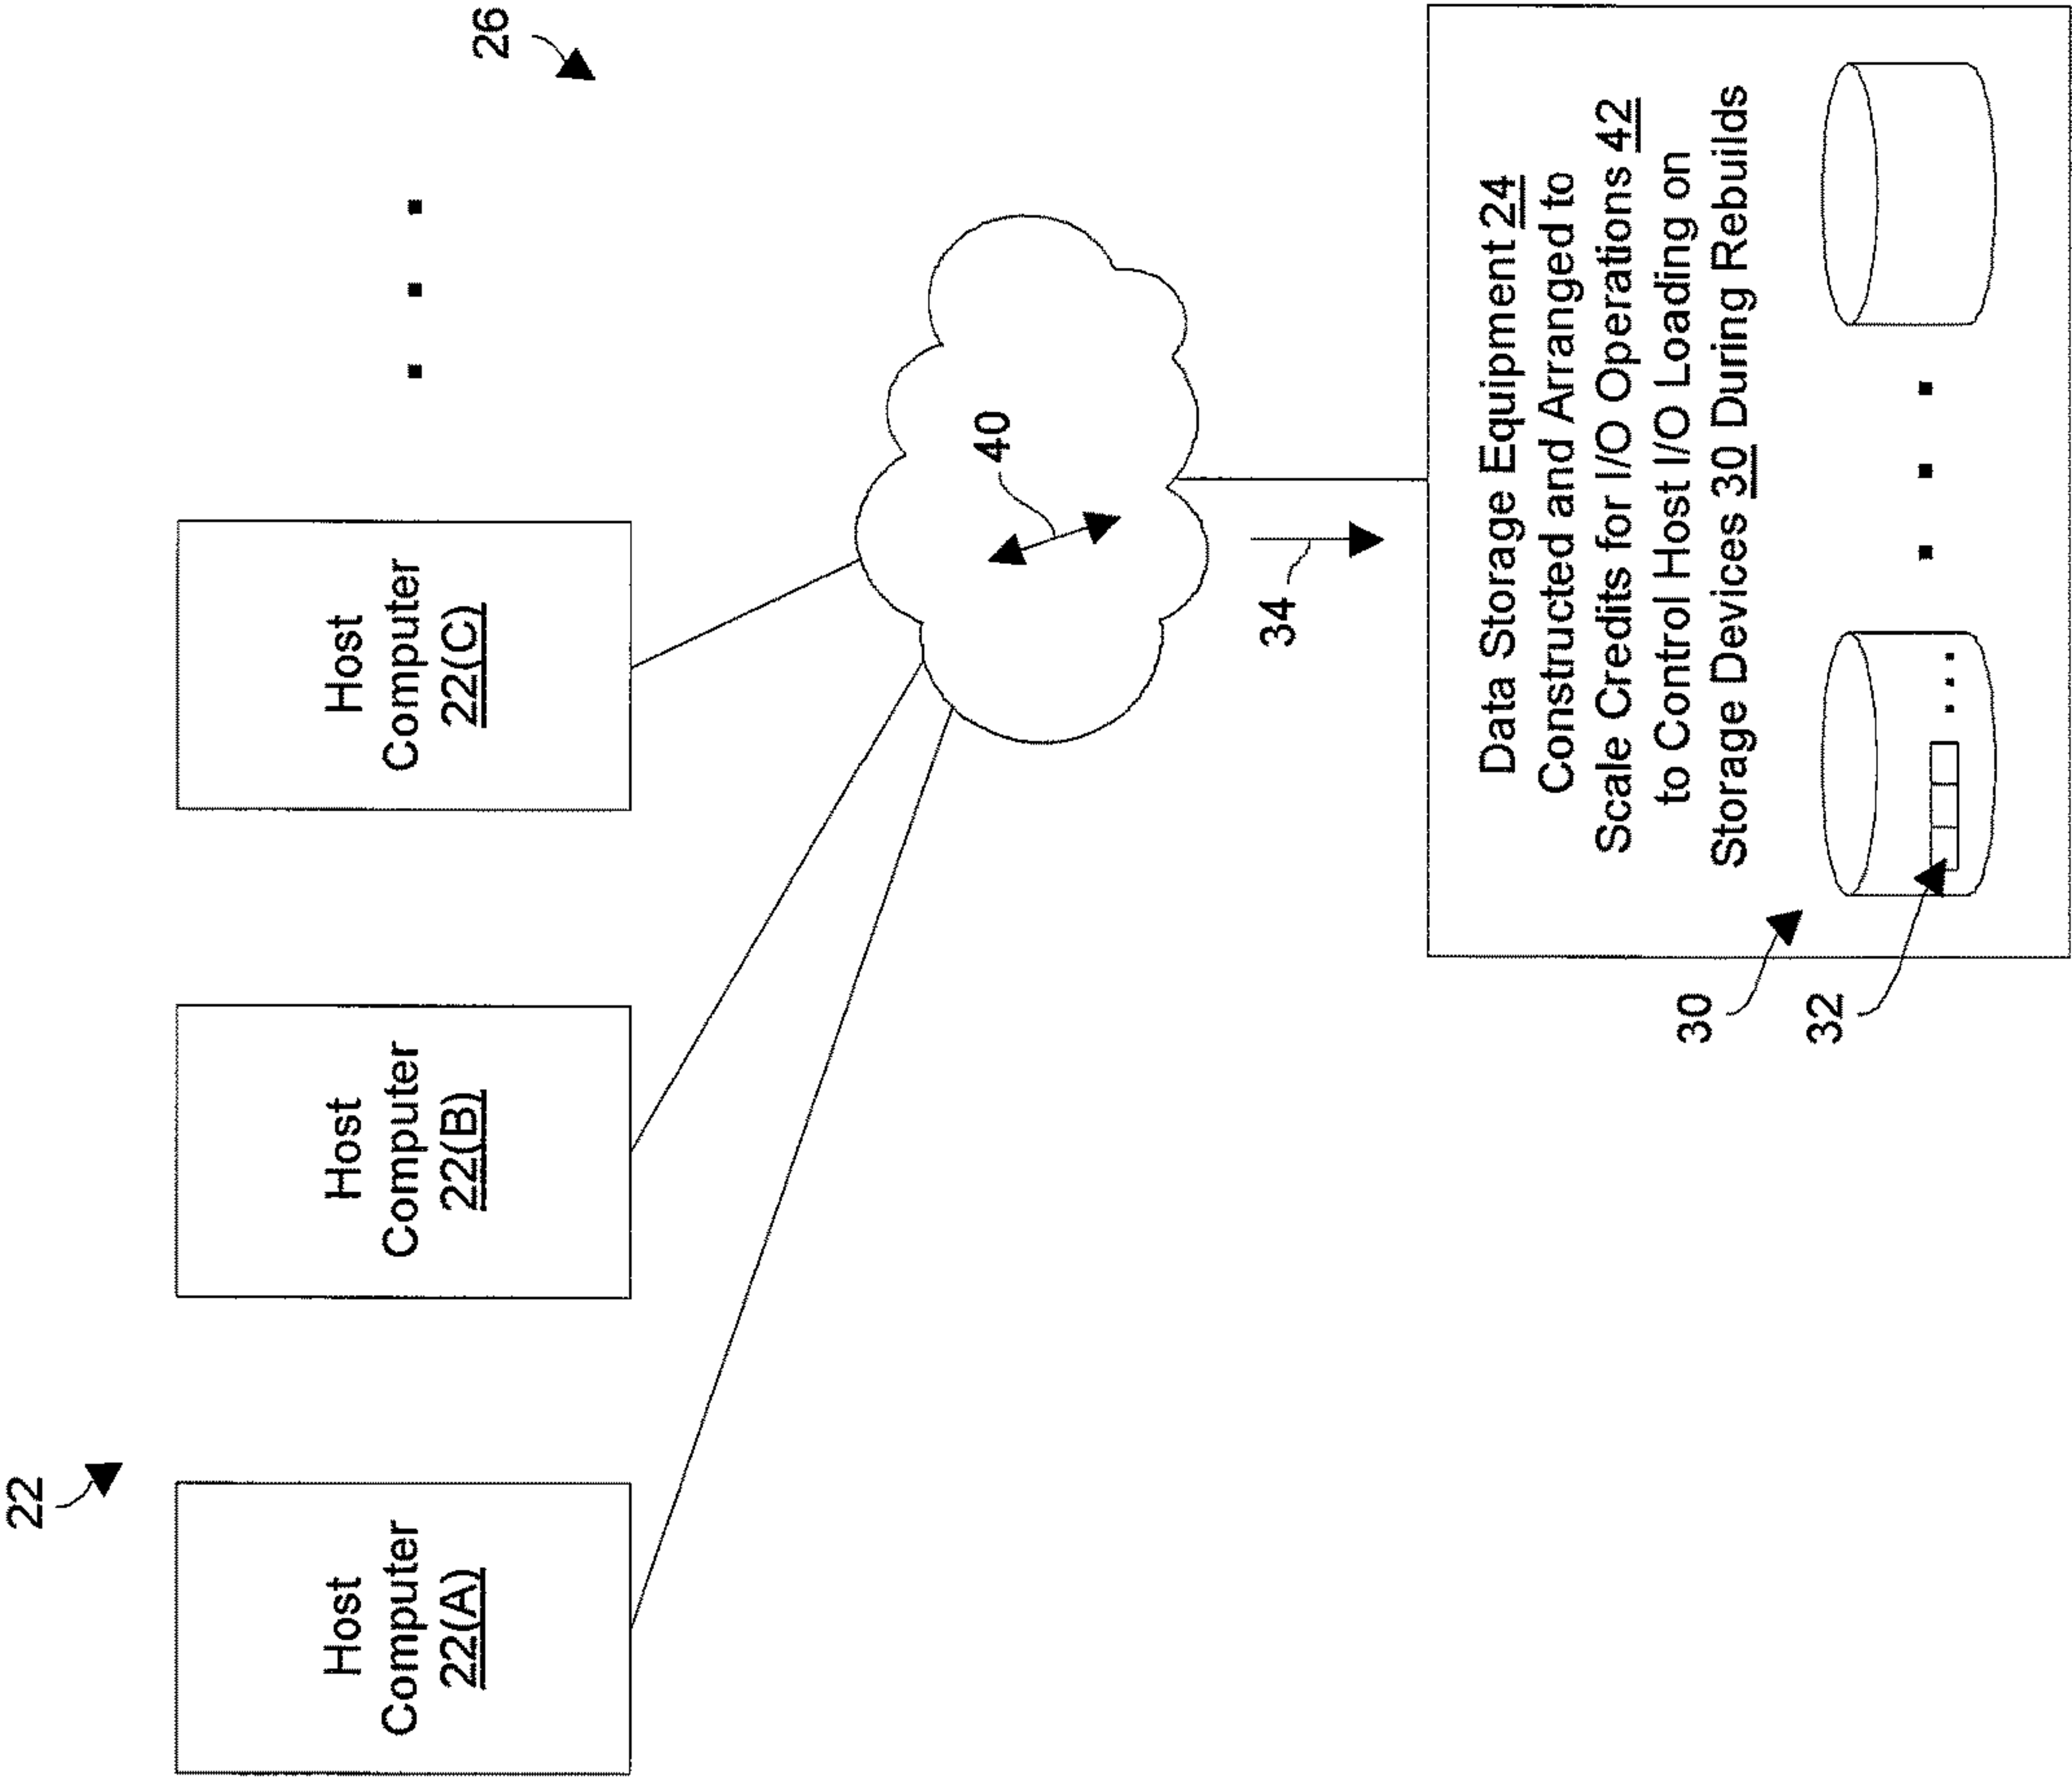 22
Host
Computer
22(A)
Host
Computer
22(B)
Host
Computer
22(C)
26
40
34
Data Storage Equipment 24
Constructed and Arranged to
Scale Credits for I/O Operations 42
to Control Host I/O Loading on
Storage Devices 30 During Rebuilds
30
32